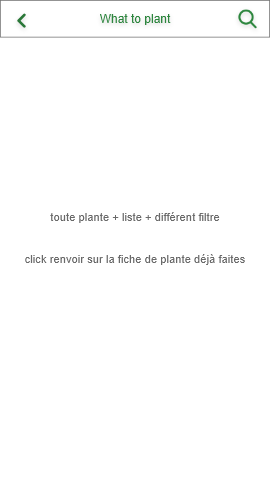 What to plant
toute plante + liste + différent filtre
click renvoir sur la fiche de plante déjà faites